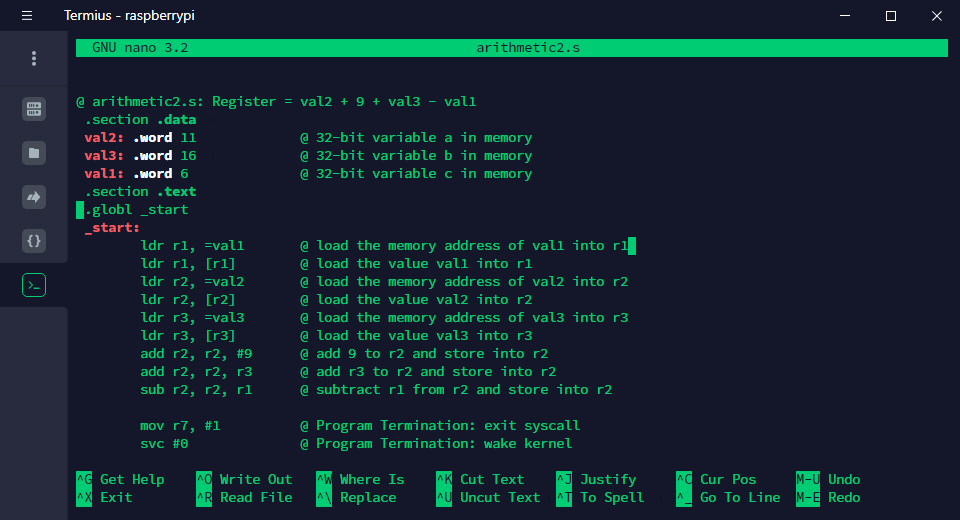 Termius - raspberrypi
GNU nano 3.2 arithmetic2.s
@ arithmetic2.s: Register = val2 + 9 + val3 - val1
.section .data
val2: .word 11 @ 32-bit variable a in memory
val3: .word 16 @ 32-bit variable b in memory
val1: .word 6 @ 32-bit variable c in memory
.section .text
.globl _start
_start:
ldr r1, =val1 @ load the memory address of val1 into r1
ldr r1, [r1] @ load the value val1 into r1
ldr r2, =val2 @ load the memory address of val2 into r2
ldr r2, [r2] @ load the value val2 into r2
ldr r3, =val3 @ load the memory address of val3 into r3
ldr r3, [r3] @ load the value val3 into r3
add r2, r2, #9 @ add 9 to r2 and store into r2
add r2, r2, r3 @ add r3 to r2 and store into r2
sub r2, r2, r1 @ subtract r1 from r2 and store into r2
mov r7, #1 @ Program Termination: exit syscall
svc #0 @ Program Termination: wake kernel
^G Get Help ^O Write Out ^W Where Is ^K Cut Text ^J Justify ^C Cur Pos M-U Undo
^X Exit ^R Read File ^\ Replace ^U Uncut Text ^T To Spell ^_ Go To Line M-E Redo